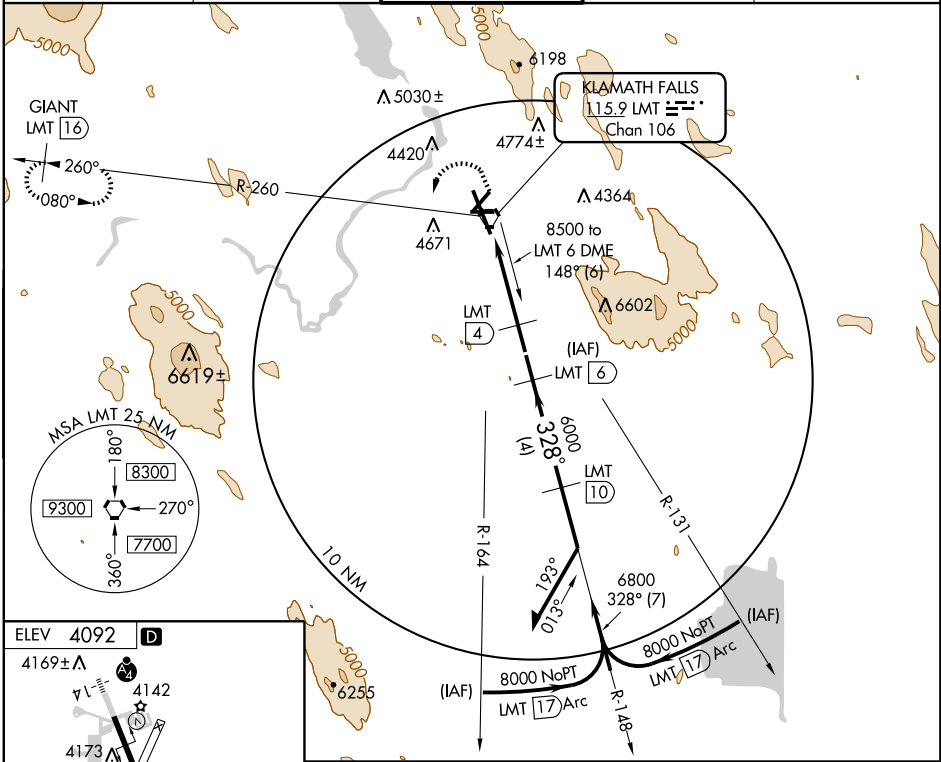 5000
6198
5030±
KLAMATH FALLS
115.9 LMT
Chan 106
GIANT
LMT 16
4420
4774±
260°
R-260
080°
4364
4671
8500 to
LMT 6 DME
148° (6)
5000
6602
LMT
4
5000
(IAF)
LMT 6
6619±
MSA LMT 25 NM
180°
8300
9300
270°
7700
360°
6000
328°
(4)
LMT
10
R-164
R-131
10 NM
193°
013°
6800
328° (7)
(IAF)
8000 NoPT
LMT 17 Arc
5000
6255
(IAF)
8000 NoPT
LMT 17 Arc
R-148
ELEV 4092 D
4169±
A4
14
4142
4173